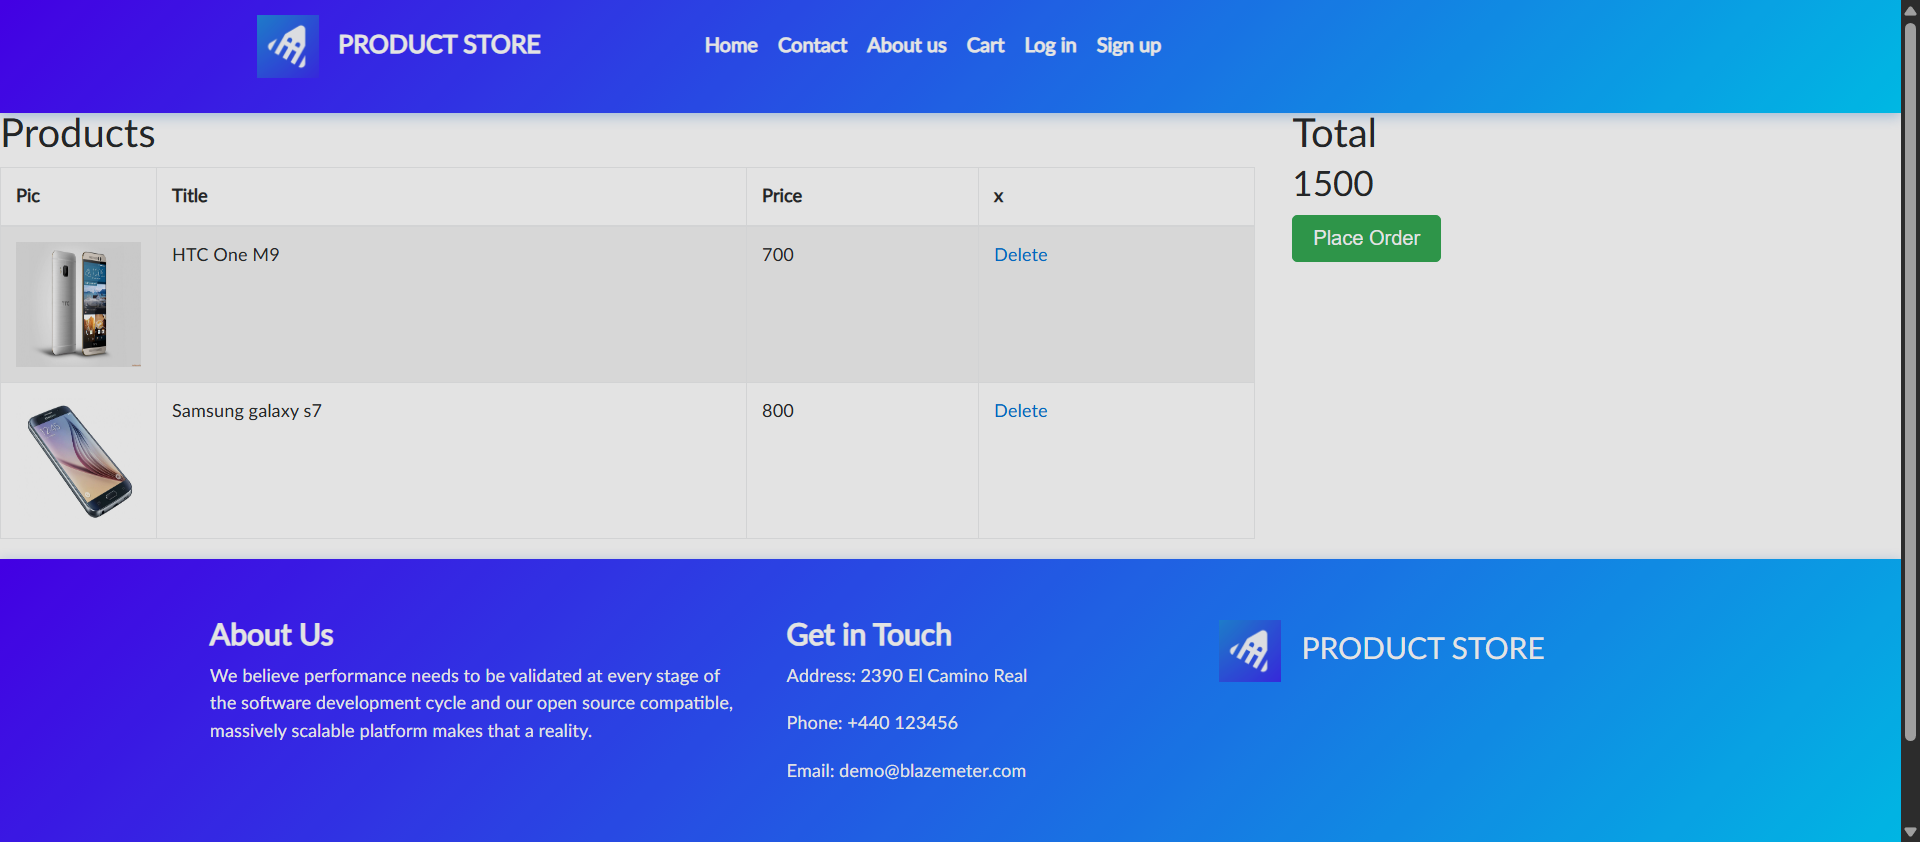 PRODUCT STORE
Home Contact About us Cart Log in Sign up
Products
Pic Title Price x
HTC One M9 700 Delete
Samsung galaxy s7 800 Delete
Total
1500
Place Order
About Us
We believe performance needs to be validated at every stage of
the software development cycle and our open source compatible,
massively scalable platform makes that a reality.
Get in Touch
Address: 2390 El Camino Real
Phone: +440 123456
Email: demo@blazemeter.com
PRODUCT STORE